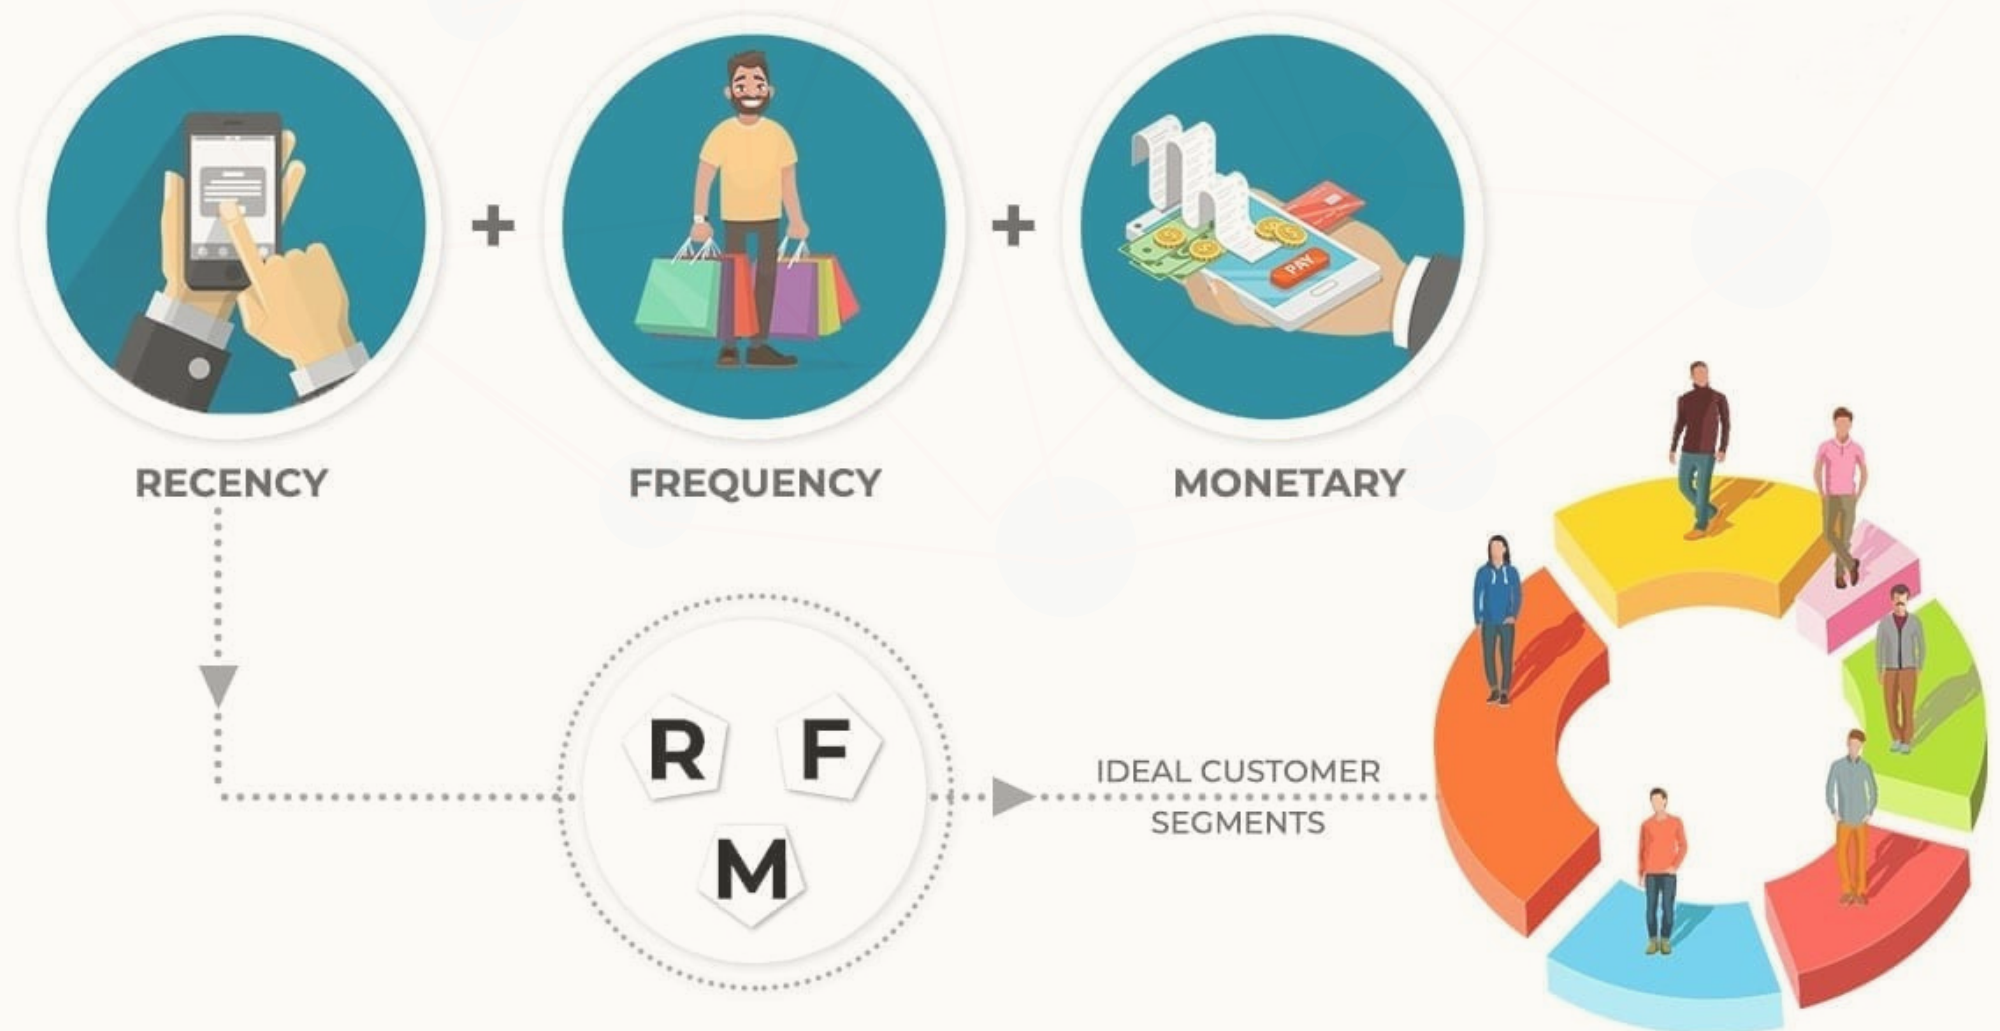 +
+
PAY
RECENCY
FREQUENCY
MONETARY
R
F
M
IDEAL CUSTOMER
SEGMENTS